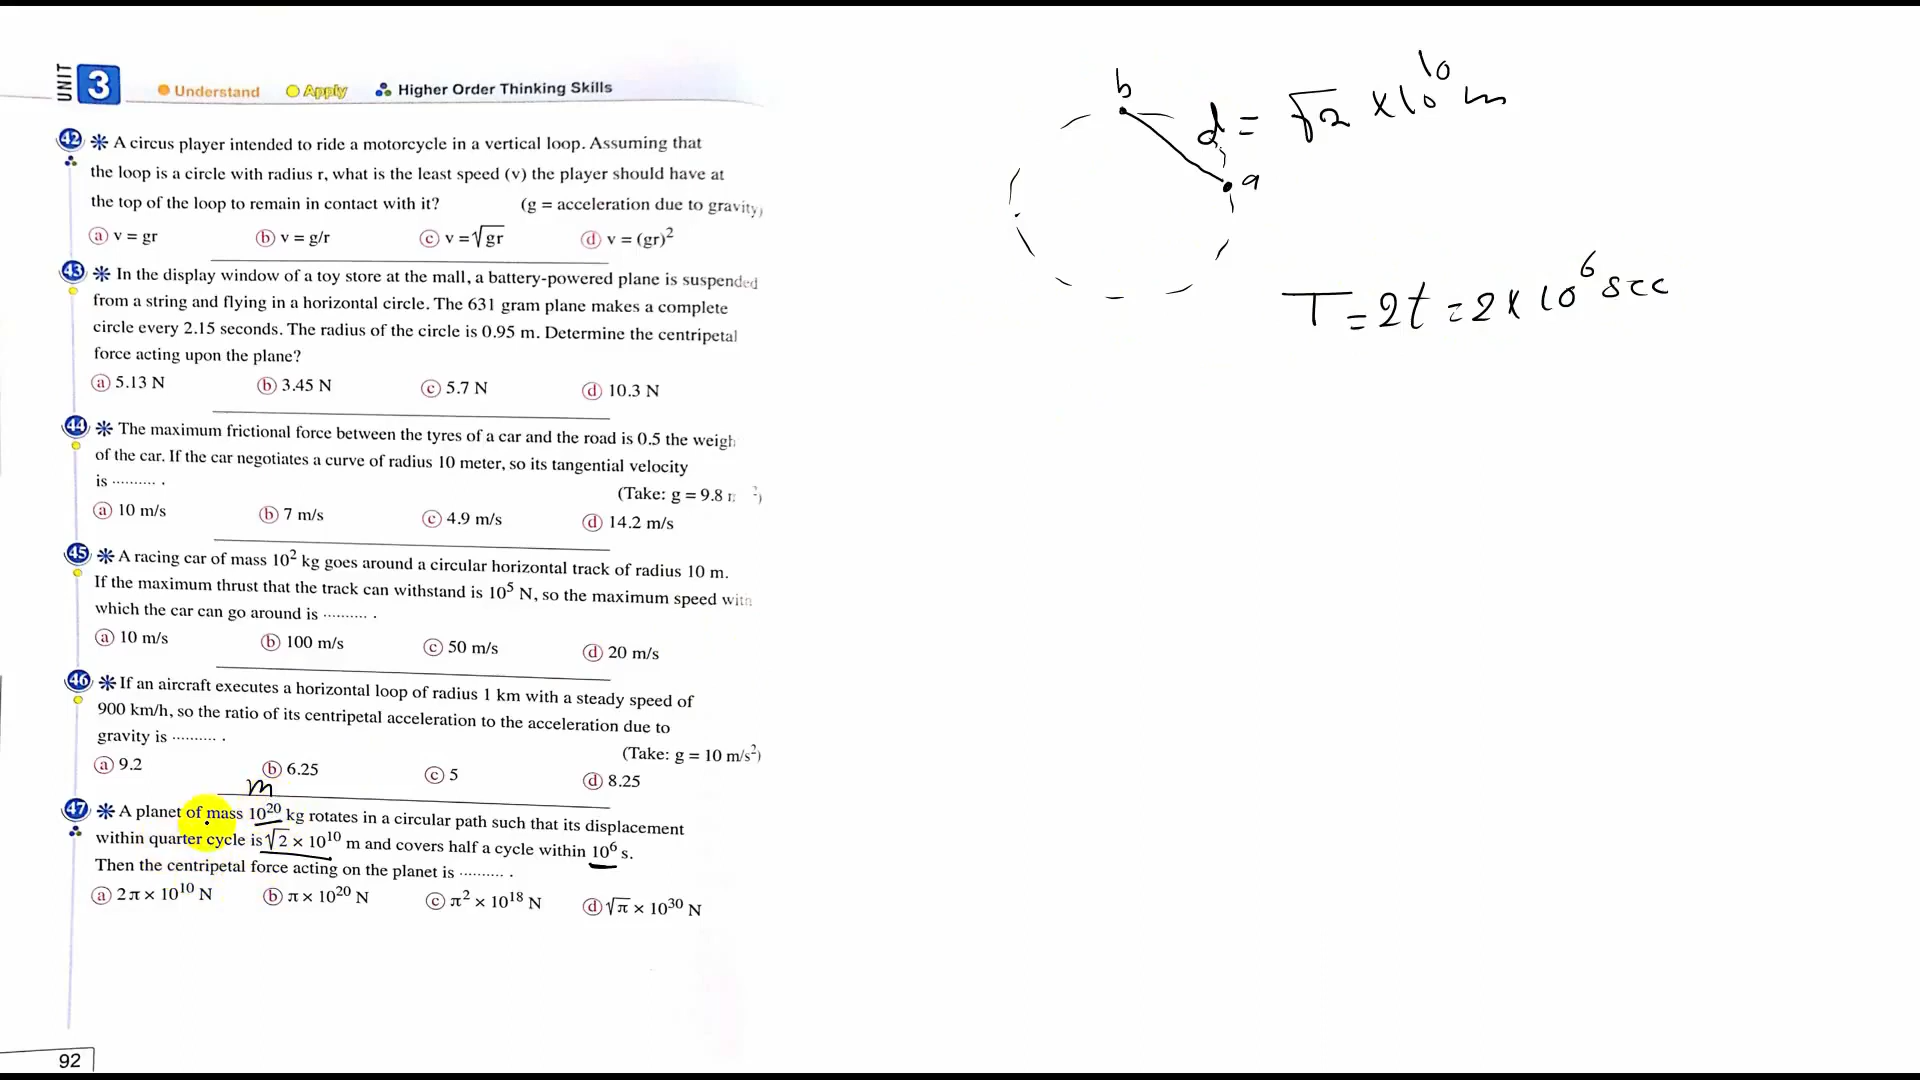 UNIT 3
Understand Apply Higher Order Thinking Skills
42 * A circus player intended to ride a motorcycle in a vertical loop. Assuming that
the loop is a circle with radius r, what is the least speed (v) the player should have at
the top of the loop to remain in contact with it? (g = acceleration due to gravity)
ⓐ v = gr ⓑ v = g/r ⓒ v = √gr ⓓ v = (gr)²
43 * In the display window of a toy store at the mall, a battery-powered plane is suspended
from a string and flying in a horizontal circle. The 631 gram plane makes a complete
circle every 2.15 seconds. The radius of the circle is 0.95 m. Determine the centripetal
force acting upon the plane?
ⓐ 5.13 N ⓑ 3.45 N ⓒ 5.7 N ⓓ 10.3 N
44 * The maximum frictional force between the tyres of a car and the road is 0.5 the weigh
of the car. If the car negotiates a curve of radius 10 meter, so its tangential velocity
is .......... .
(Take: g = 9.8
ⓐ 10 m/s ⓑ 7 m/s ⓒ 4.9 m/s ⓓ 14.2 m/s
45 * A racing car of mass 10² kg goes around a circular horizontal track of radius 10 m.
If the maximum thrust that the track can withstand is 10⁵ N, so the maximum speed with
which the car can go around is .......... .
ⓐ 10 m/s ⓑ 100 m/s ⓒ 50 m/s ⓓ 20 m/s
46 * If an aircraft executes a horizontal loop of radius 1 km with a steady speed of
900 km/h, so the ratio of its centripetal acceleration to the acceleration due to
gravity is .......... .
(Take: g = 10 m/s²)
ⓐ 9.2 ⓑ 6.25 ⓒ 5 ⓓ 8.25
m
47 * A planet of mass 10²⁰ kg rotates in a circular path such that its displacement
within quarter cycle is √2 × 10¹⁰ m and covers half a cycle within 10⁶ s.
Then the centripetal force acting on the planet is .......... .
ⓐ 2π × 10¹⁰ N ⓑ π × 10²⁰ N ⓒ π² × 10¹⁸ N ⓓ √π × 10³⁰ N
92
b
d = √2 × 10¹⁰ m
a
T = 2t = 2 × 10⁶ sec